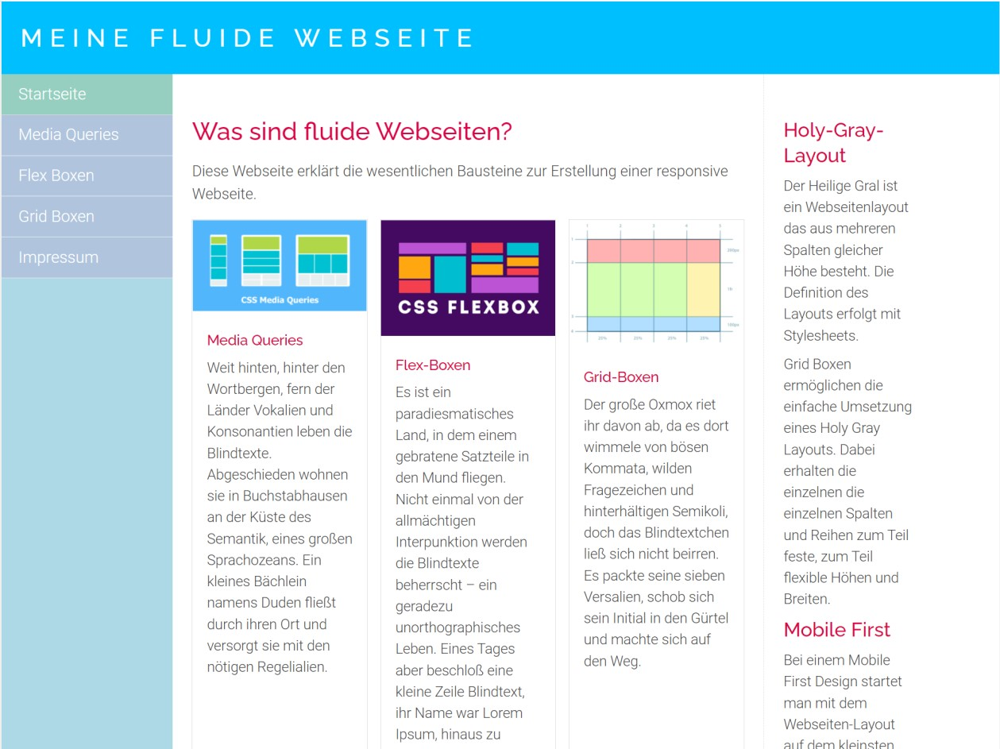 MEINE FLUIDE WEBSEITE
Startseite
Media Queries
Flex Boxen
Grid Boxen
Impressum
Was sind fluide Webseiten?
Diese Webseite erklärt die wesentlichen Bausteine zur Erstellung einer responsive
Webseite.
CSS Media Queries
Media Queries
Weit hinten, hinter den
Wortbergen, fern der
Länder Vokalien und
Konsonantien leben die
Blindtexte.
Abgeschieden wohnen
sie in Buchstabhausen
an der Küste des
Semantik, eines großen
Sprachozeans. Ein
kleines Bächlein
namens Duden fließt
durch ihren Ort und
versorgt sie mit den
nötigen Regelialien.
CSS FLEXBOX
Flex-Boxen
Es ist ein
paradiesmatisches
Land, in dem einem
gebratene Satzteile in
den Mund fliegen.
Nicht einmal von der
allmächtigen
Interpunktion werden
die Blindtexte
beherrscht – ein
geradezu
unorthographisches
Leben. Eines Tages
aber beschloß eine
kleine Zeile Blindtext,
ihr Name war Lorem
Ipsum, hinaus zu
1 2 3 4 5
1
200px
2
3
100px
4
25% 25% 25% 25%
Grid-Boxen
Der große Oxmox riet
ihr davon ab, da es dort
wimmele von bösen
Kommata, wilden
Fragezeichen und
hinterhältigen Semikoli,
doch das Blindtextchen
ließ sich nicht beirren.
Es packte seine sieben
Versalien, schob sich
sein Initial in den Gürtel
und machte sich auf
den Weg.
Holy-Gray-
Layout
Der Heilige Gral ist
ein Webseitenlayout
das aus mehreren
Spalten gleicher
Höhe besteht. Die
Definition des
Layouts erfolgt mit
Stylesheets.
Grid Boxen
ermöglichen die
einfache Umsetzung
eines Holy Gray
Layouts. Dabei
erhalten die
einzelnen die
einzelnen Spalten
und Reihen zum Teil
feste, zum Teil
flexible Höhen und
Breiten.
Mobile First
Bei einem Mobile
First Design startet
man mit dem
Webseiten-Layout
auf dem kleinsten